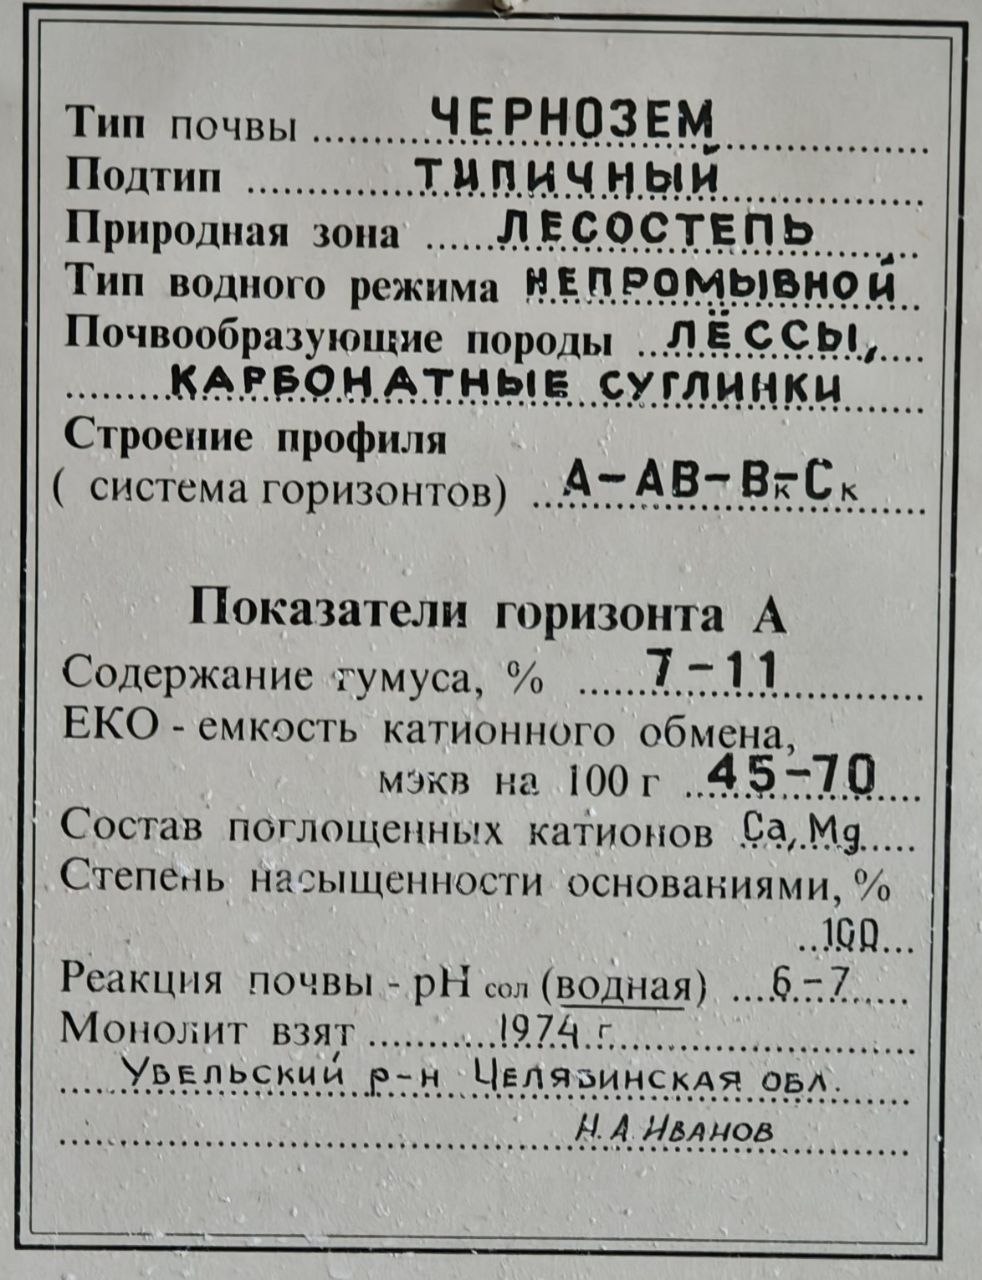 Тип почвы ..........ЧЕРНОЗЕМ..........
Подтип ..........ТИПИЧНЫЙ..........
Природная зона .....ЛЕСОСТЕПЬ.....
Тип водного режима НЕПРОМЫВНОЙ..
Почвообразующие породы ...ЛЁССЫ,....
.........КАРБОНАТНЫЕ СУГЛИНКИ......
Строение профиля
( система горизонтов) ..А-АВ-Вк-Ск.....
Показатели горизонта А
Содержание гумуса, % .....7-11..........
ЕКО - емкость катионного обмена,
мэкв на 100 г ..45-70...
Состав поглощенных катионов Ca, Mg.....
Степень насыщенности основаниями, %
..100...
Реакция почвы - pH сол (водная) ...6-7.....
Монолит взят ..........1974 г...............
....Увельский р-н Челябинская обл......
Н.А. Иванов